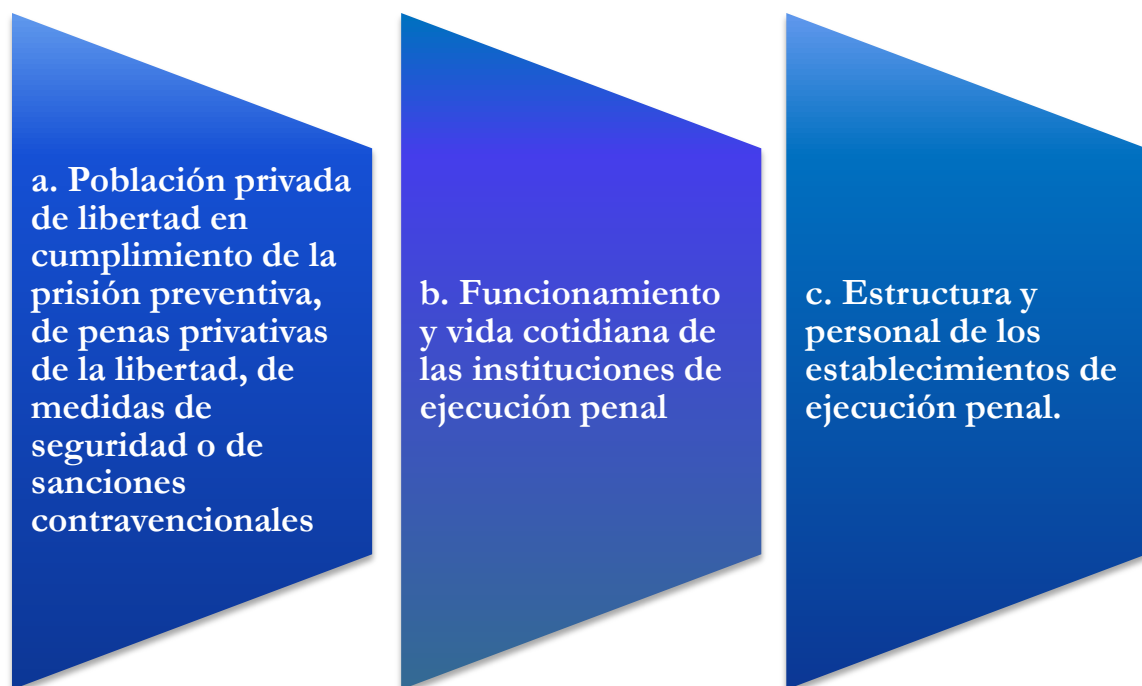 a. Población privada
de libertad en
cumplimiento de la
prisión preventiva,
de penas privativas
de la libertad, de
medidas de
seguridad o de
sanciones
contravencionales
b. Funcionamiento
y vida cotidiana de
las instituciones de
ejecución penal
c. Estructura y
personal de los
establecimientos de
ejecución penal.